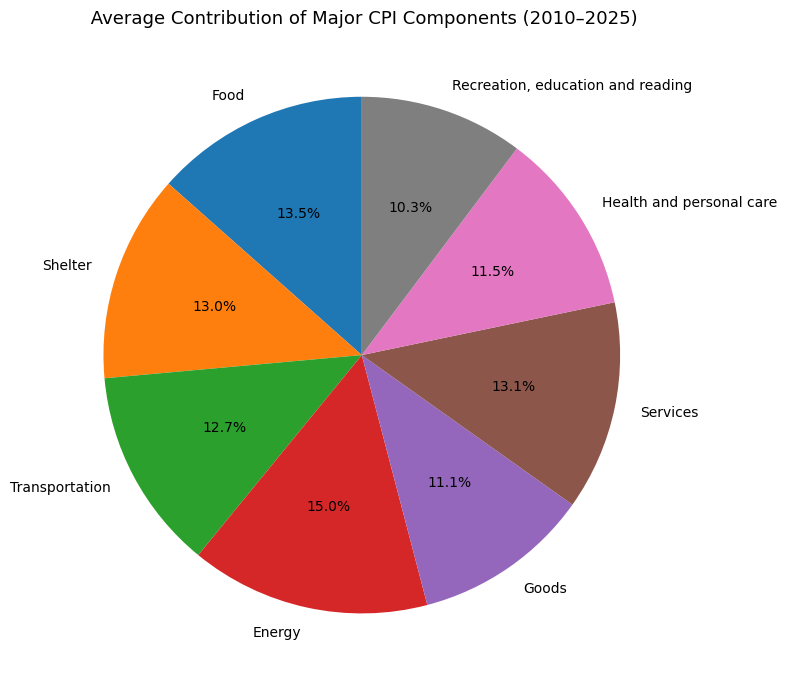 Average Contribution of Major CPI Components (2010–2025)
Recreation, education and reading
Food
Health and personal care
10.3%
13.5%
Shelter
11.5%
13.0%
13.1%
Services
12.7%
11.1%
Transportation
15.0%
Goods
Energy